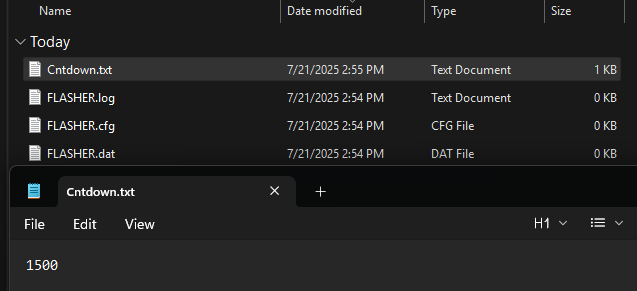 Name Date modified Type Size
Today
Cntdown.txt 7/21/2025 2:55 PM Text Document 1 KB
FLASHER.log 7/21/2025 2:54 PM Text Document 0 KB
FLASHER.cfg 7/21/2025 2:54 PM CFG File 0 KB
FLASHER.dat 7/21/2025 2:54 PM DAT File 0 KB
Cntdown.txt
File Edit View H1
1500